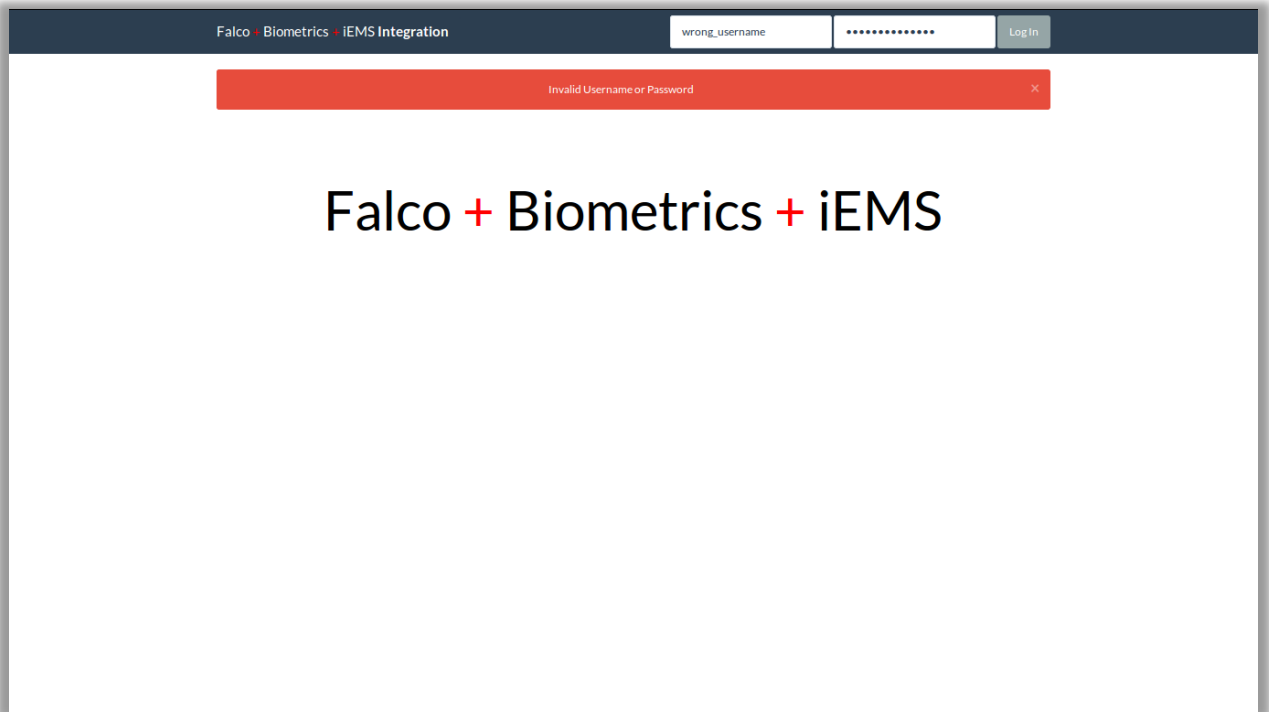 Falco + Biometrics + iEMS Integration
wrong_username
••••••••••••••
Log In
Invalid Username or Password
×
Falco + Biometrics + iEMS